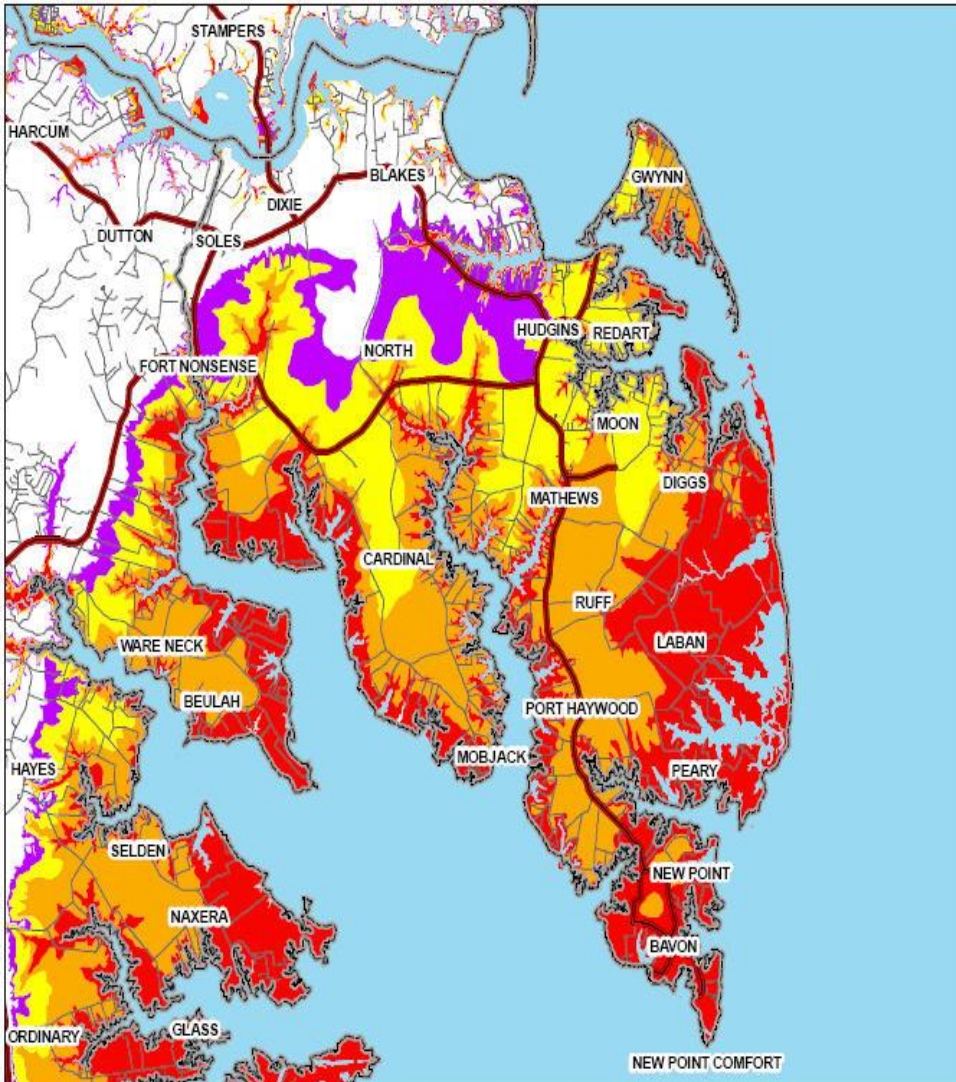 STAMPERS
HARCUM
GWYNN
BLAKES
DIXIE
DUTTON
SOLES
HUDGINS
REDART
NORTH
FORT NONSENSE
MOON
DIGGS
MATHEWS
CARDINAL
RUFF
LABAN
WARE NECK
BEULAH
PORT HAYWOOD
MOBJACK
HAYES
PEARY
SELDEN
NEW POINT
NAXERA
BAVON
GLASS
ORDINARY
NEW POINT COMFORT